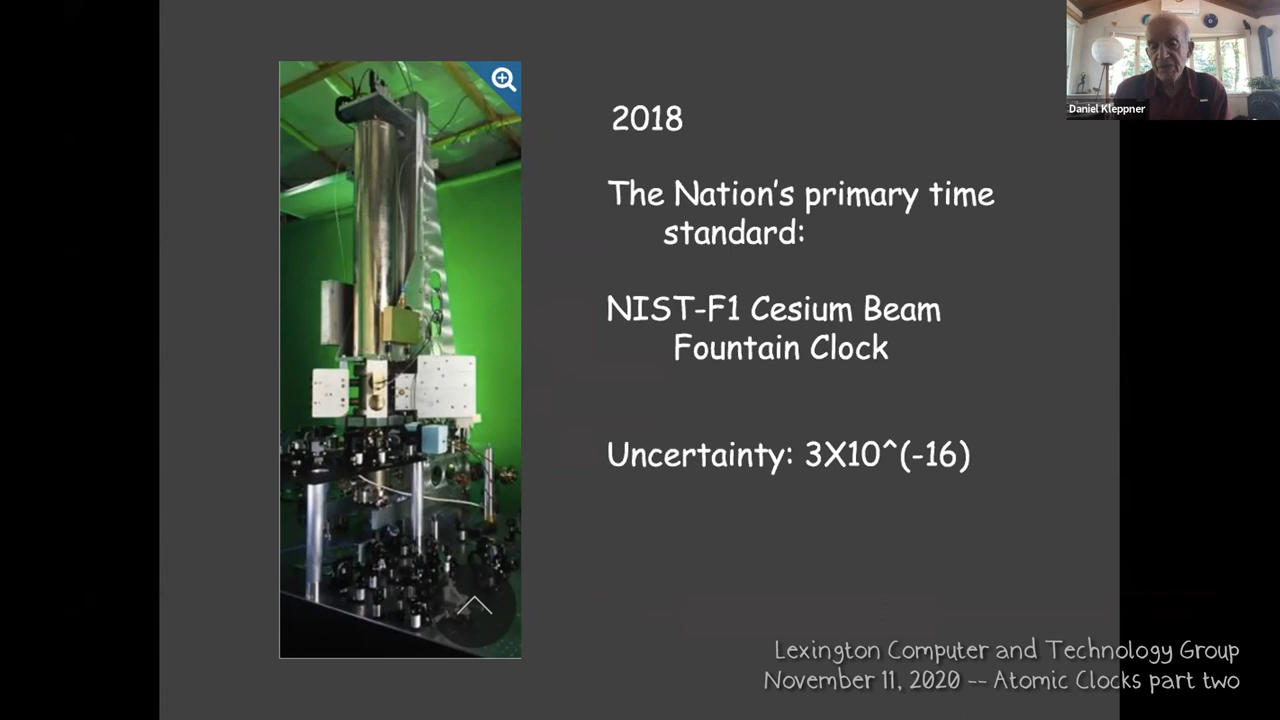 Daniel Kleppner
2018
The Nation's primary time
standard:
NIST-F1 Cesium Beam
Fountain Clock
Uncertainty: 3X10^(-16)
Lexington Computer and Technology Group
November 11, 2020 -- Atomic Clocks part two